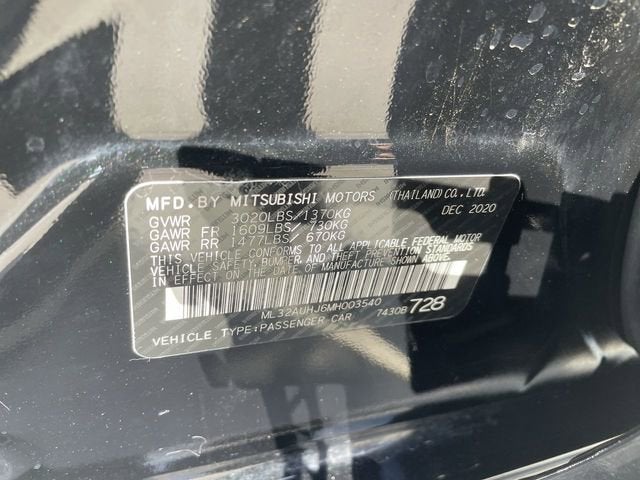 MFD.BY MITSUBISHI MOTORS (THAILAND)CO.,LTD.
DEC 2020
GVWR 3020LBS/1370KG
GAWR FR 1609LBS/ 730KG
GAWR RR 1477LBS/ 670KG
THIS VEHICLE CONFORMS TO ALL APPLICABLE FEDERAL MOTOR
VEHICLE SAFETY BUMPER, AND THEFT PREVENTION STANDARDS
IN EFFECT ON THE DATE OF MANUFACTURE SHOWN ABOVE.
ML32AUHJ6MH003540 7430B 728
VEHICLE TYPE:PASSENGER CAR